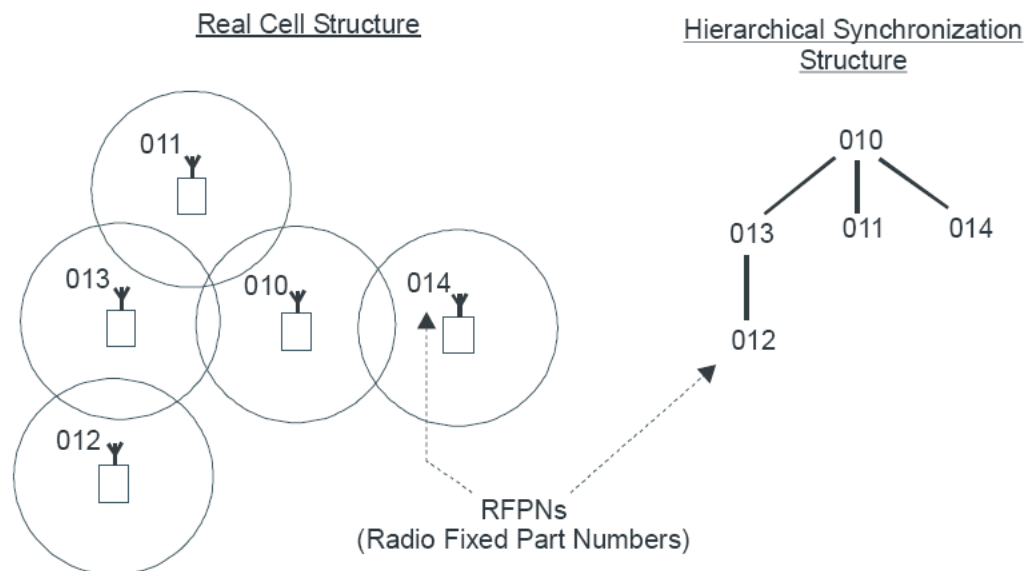 Real Cell Structure
Hierarchical Synchronization
Structure
011
013
010
014
012
010
013
011
014
012
RFPNs
(Radio Fixed Part Numbers)